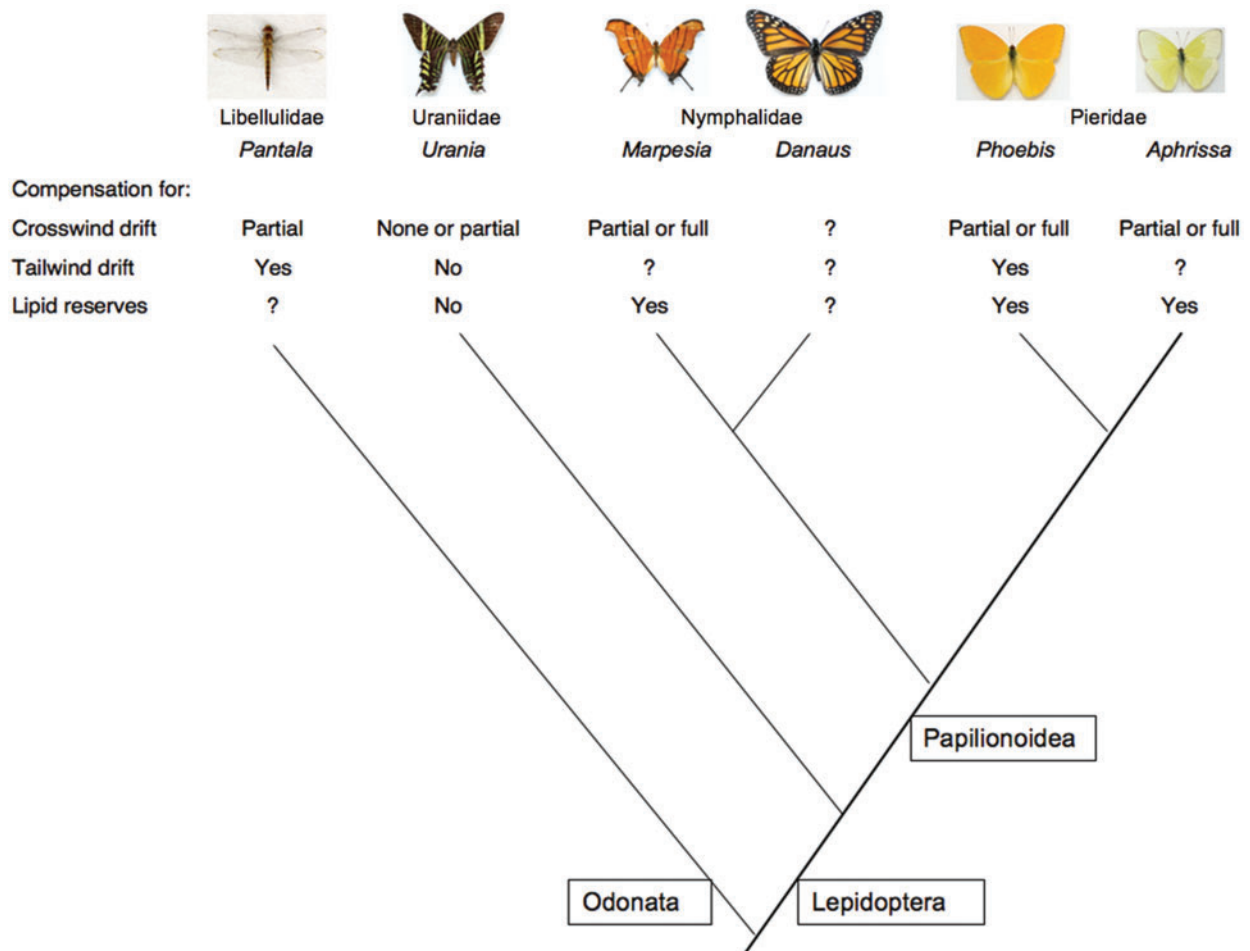 Libellulidae Uraniidae Nymphalidae Pieridae
Pantala Urania Marpesia Danaus Phoebis Aphrissa
Compensation for:
Crosswind drift Partial None or partial Partial or full ? Partial or full Partial or full
Tailwind drift Yes No ? ? Yes ?
Lipid reserves ? No Yes ? Yes Yes
Papilionoidea
Odonata Lepidoptera